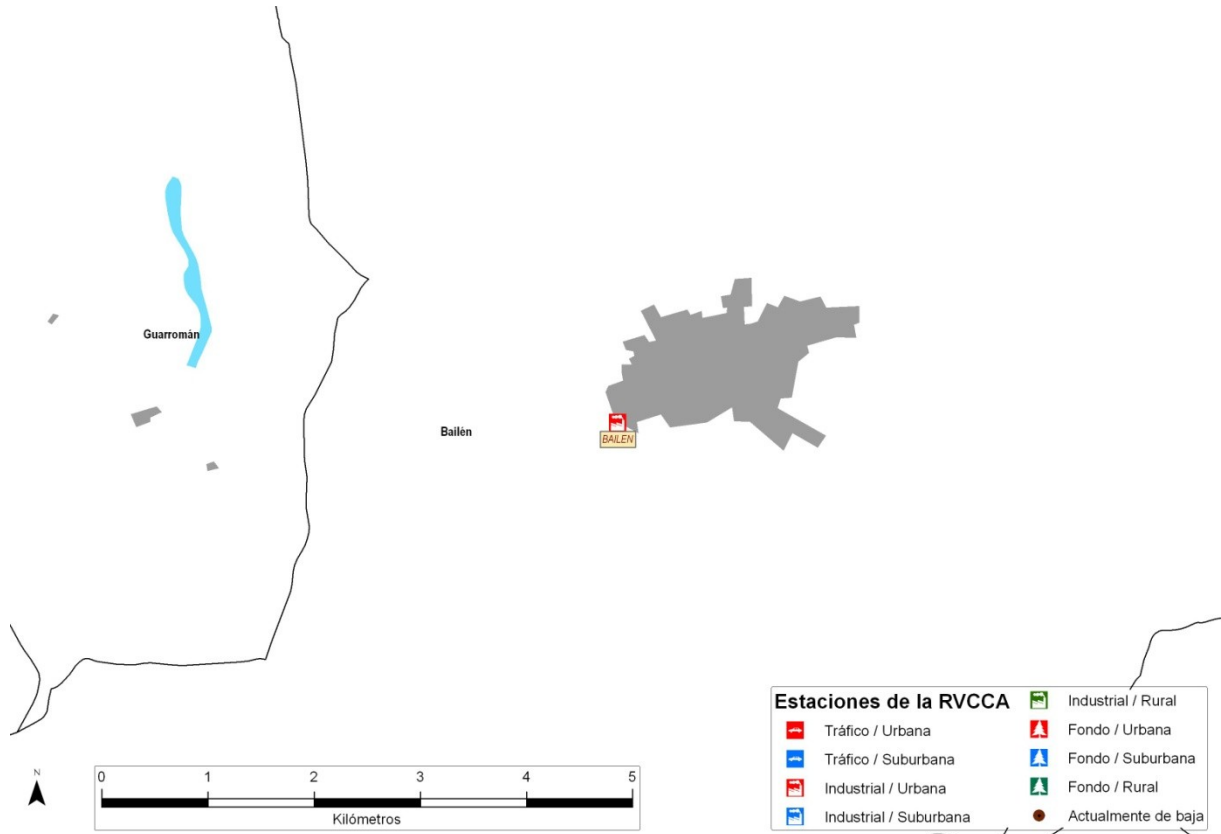 Guarromán
Bailén
BAILEN
Estaciones de la RVCCA
Tráfico / Urbana
Tráfico / Suburbana
Industrial / Urbana
Industrial / Suburbana
Industrial / Rural
Fondo / Urbana
Fondo / Suburbana
Fondo / Rural
Actualmente de baja
N
0 1 2 3 4 5
Kilómetros